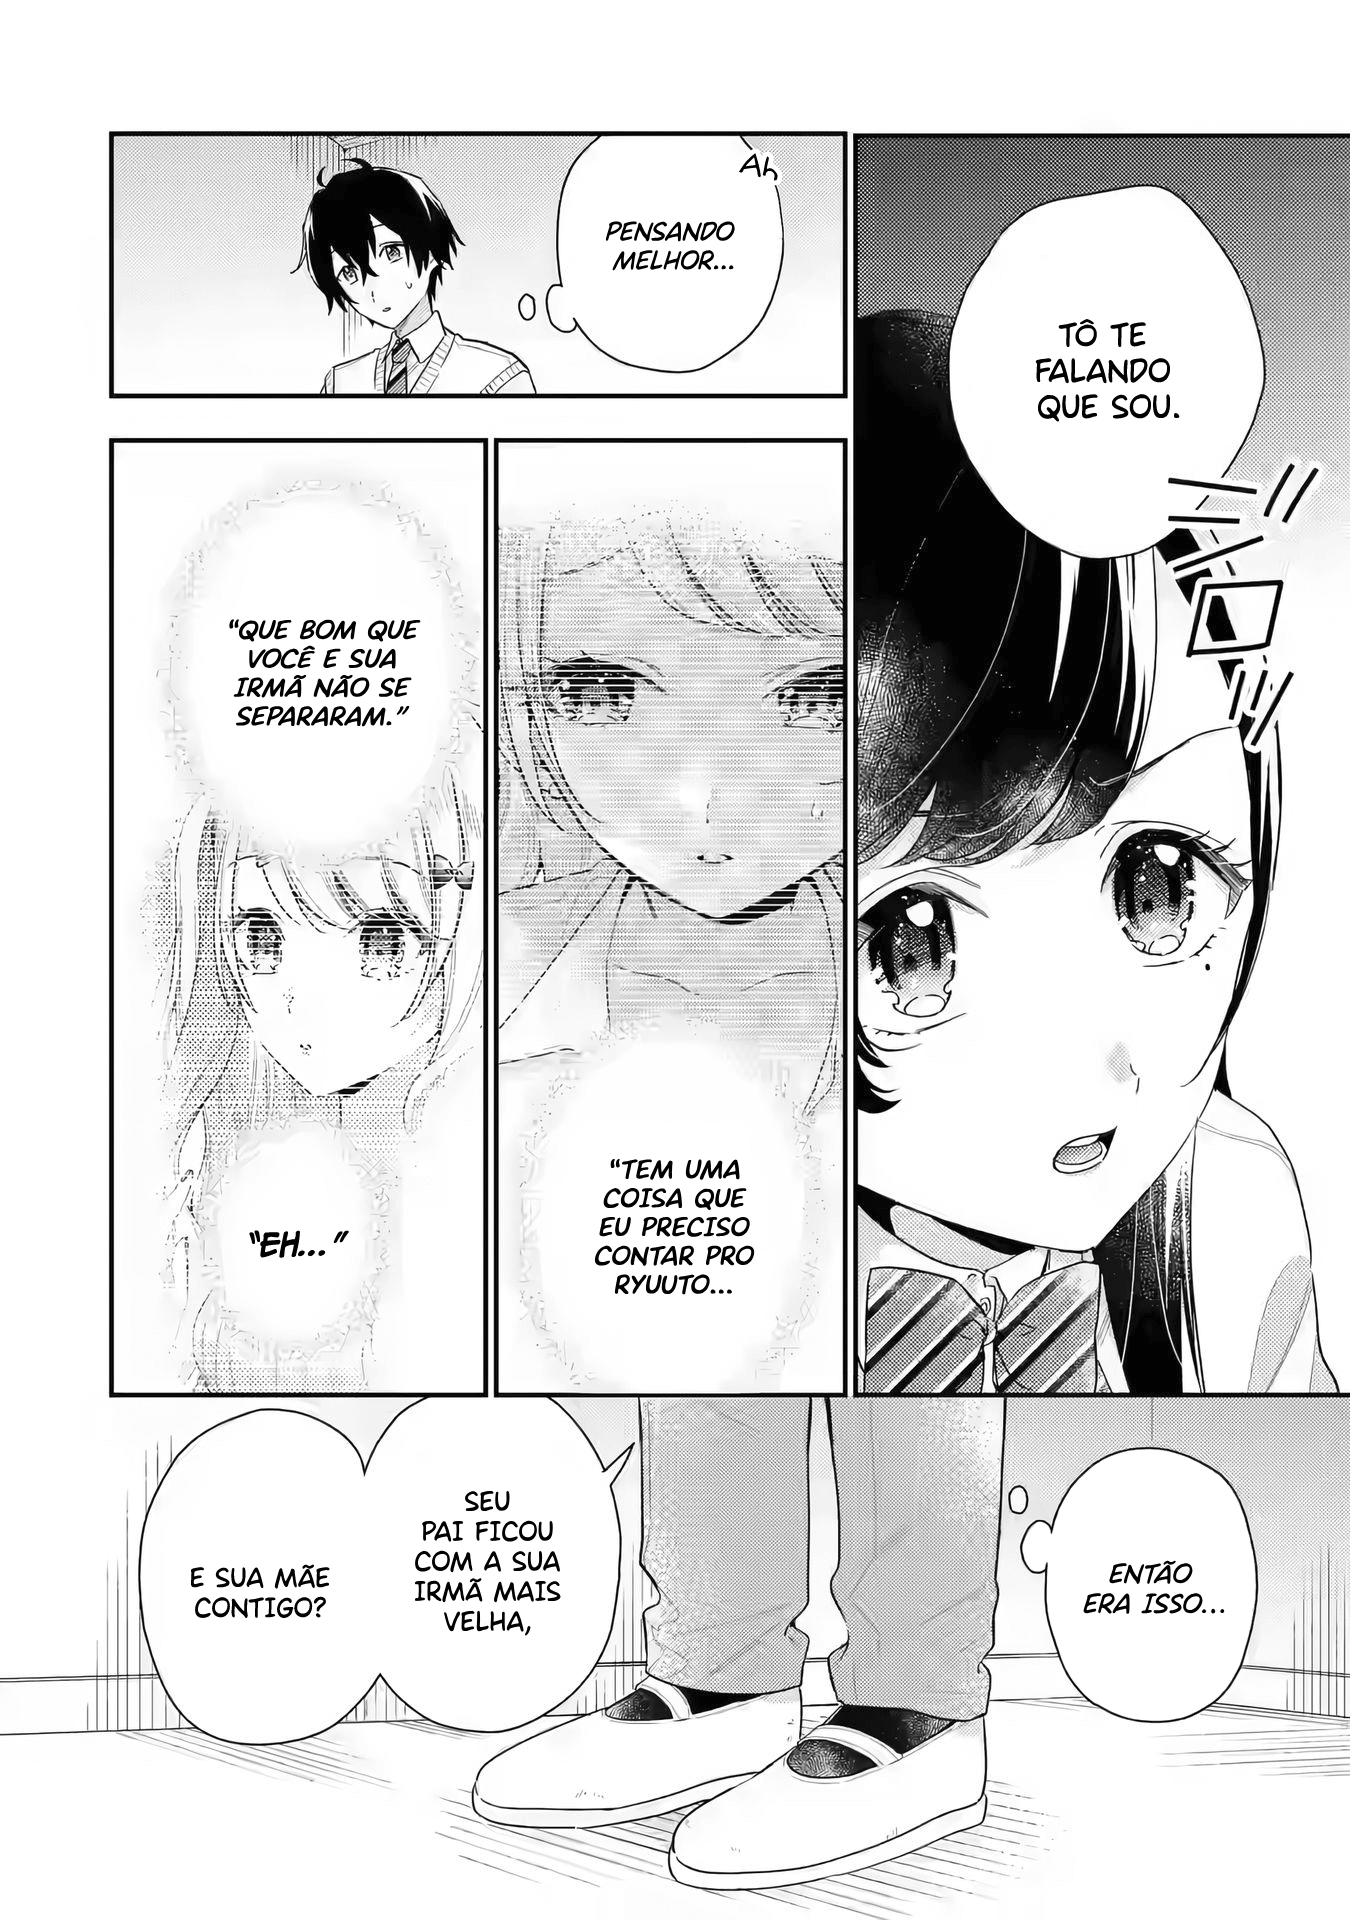 TÔ TE
FALANDO
QUE SOU.
Ah
PENSANDO
MELHOR...
"TEM UMA
COISA QUE
EU PRECISO
CONTAR PRO
RYUUTO...
"QUE BOM QUE
VOCÊ E SUA
IRMÃ NÃO SE
SEPARARAM."
"EH..."
ENTÃO
ERA ISSO...
SEU
PAI FICOU
COM A SUA
IRMÃ MAIS
VELHA,
E SUA MÃE
CONTIGO?